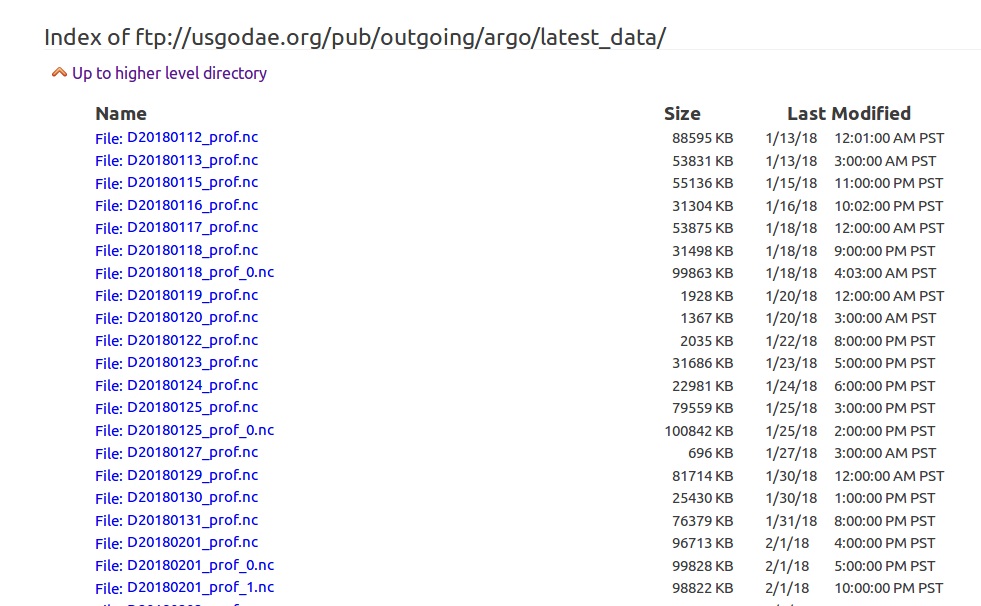 Index of ftp://usgodae.org/pub/outgoing/argo/latest_data/
Up to higher level directory
Name Size Last Modified
File: D20180112_prof.nc 88595 KB 1/13/18 12:01:00 AM PST
File: D20180113_prof.nc 53831 KB 1/13/18 3:00:00 AM PST
File: D20180115_prof.nc 55136 KB 1/15/18 11:00:00 PM PST
File: D20180116_prof.nc 31304 KB 1/16/18 10:02:00 PM PST
File: D20180117_prof.nc 53875 KB 1/18/18 12:00:00 AM PST
File: D20180118_prof.nc 31498 KB 1/18/18 9:00:00 PM PST
File: D20180118_prof_0.nc 99863 KB 1/18/18 4:03:00 AM PST
File: D20180119_prof.nc 1928 KB 1/20/18 12:00:00 AM PST
File: D20180120_prof.nc 1367 KB 1/20/18 3:00:00 AM PST
File: D20180122_prof.nc 2035 KB 1/22/18 8:00:00 PM PST
File: D20180123_prof.nc 31686 KB 1/23/18 5:00:00 PM PST
File: D20180124_prof.nc 22981 KB 1/24/18 6:00:00 PM PST
File: D20180125_prof.nc 79559 KB 1/25/18 3:00:00 PM PST
File: D20180125_prof_0.nc 100842 KB 1/25/18 2:00:00 PM PST
File: D20180127_prof.nc 696 KB 1/27/18 3:00:00 AM PST
File: D20180129_prof.nc 81714 KB 1/30/18 12:00:00 AM PST
File: D20180130_prof.nc 25430 KB 1/30/18 1:00:00 PM PST
File: D20180131_prof.nc 76379 KB 1/31/18 8:00:00 PM PST
File: D20180201_prof.nc 96713 KB 2/1/18 4:00:00 PM PST
File: D20180201_prof_0.nc 99828 KB 2/1/18 5:00:00 PM PST
File: D20180201_prof_1.nc 98822 KB 2/1/18 10:00:00 PM PST